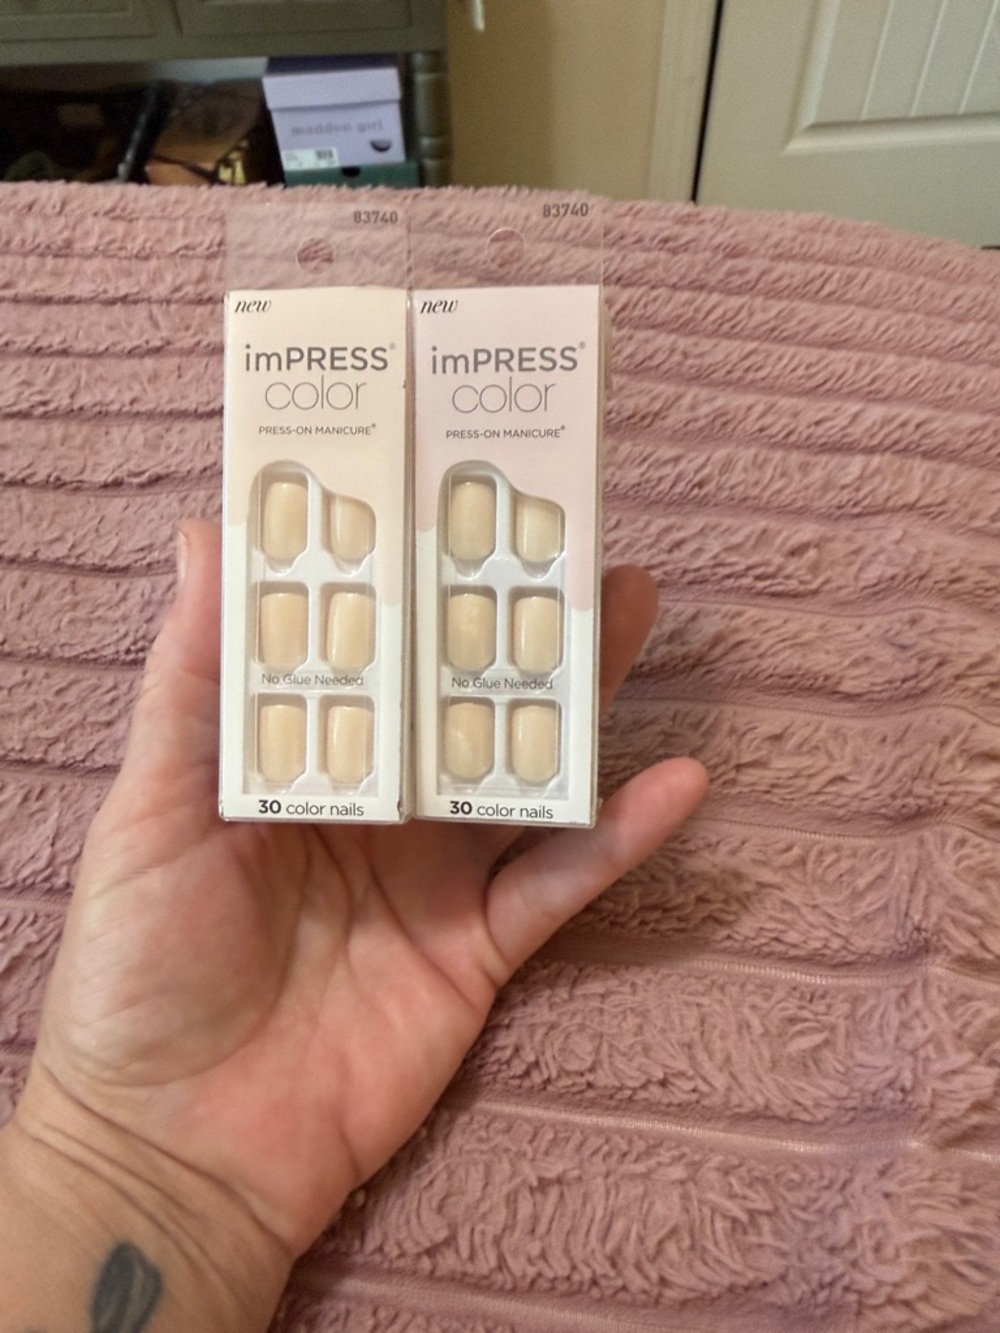 madden girl
83740
new
imPRESS®
color
PRESS-ON MANICURE®
No Glue Needed
30 color nails
83740
new
imPRESS®
color
PRESS-ON MANICURE®
No Glue Needed
30 color nails